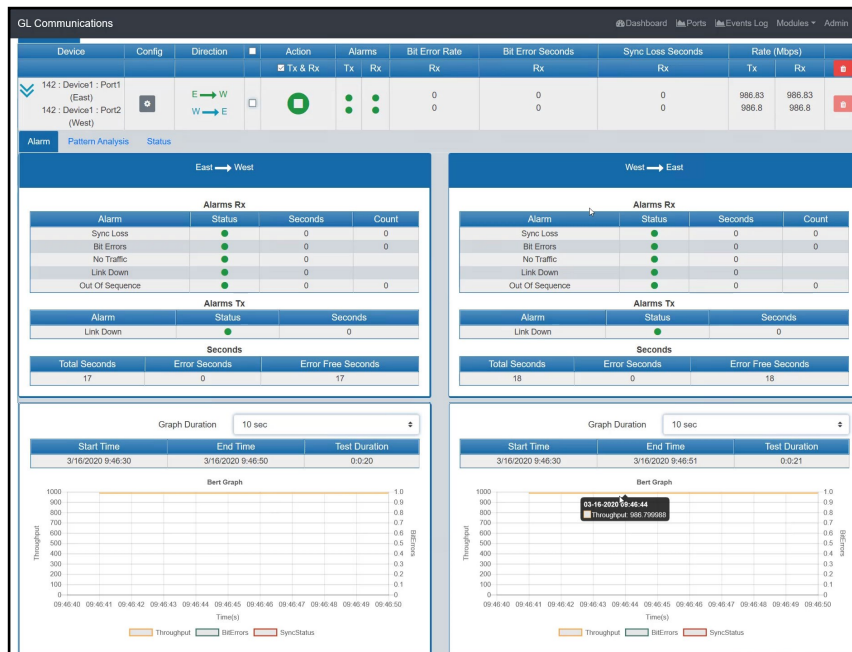 GL Communications
Dashboard Ports Events Log Modules Admin
Device Config Direction Action Alarms Bit Error Rate Bit Error Seconds Sync Loss Seconds Rate (Mbps)
Tx & Rx Tx Rx Rx Rx Rx Tx Rx
142 : Device1 : Port1 (East) E W 0 0 0 986.83 986.83
142 : Device1 : Port2 (West) W E 0 0 0 986.8 986.8
Alarm Pattern Analysis Status
East West
Alarms Rx
Alarm Status Seconds Count
Sync Loss 0 0
Bit Errors 0 0
No Traffic 0
Link Down 0
Out Of Sequence 0 0
Alarms Tx
Alarm Status Seconds
Link Down 0
Seconds
Total Seconds Error Seconds Error Free Seconds
17 0 17
West East
Alarms Rx
Alarm Status Seconds Count
Sync Loss 0 0
Bit Errors 0 0
No Traffic 0
Link Down 0
Out Of Sequence 0 0
Alarms Tx
Alarm Status Seconds
Link Down 0
Seconds
Total Seconds Error Seconds Error Free Seconds
18 0 18
Graph Duration 10 sec
Start Time End Time Test Duration
3/16/2020 9:46:30 3/16/2020 9:46:50 0:0:20
Bert Graph
1000 1.0
900 0.9
800 0.8
700 0.7
600 0.6
500 0.5
400 0.4
300 0.3
200 0.2
100 0.1
0 0
Throughput
BitErrors
09:46:40 09:46:41 09:46:42 09:46:43 09:46:44 09:46:45 09:46:46 09:46:47 09:46:48 09:46:49 09:46:50
Time(s)
Throughput BitErrors SyncStatus
Graph Duration 10 sec
Start Time End Time Test Duration
3/16/2020 9:46:30 3/16/2020 9:46:51 0:0:21
Bert Graph
03-16-2020 09:46:44
Throughput: 986.799988
1000 1.0
900 0.9
800 0.8
700 0.7
600 0.6
500 0.5
400 0.4
300 0.3
200 0.2
100 0.1
0 0
Throughput
BitErrors
09:46:40 09:46:41 09:46:42 09:46:43 09:46:44 09:46:45 09:46:46 09:46:47 09:46:48 09:46:49 09:46:50
Time(s)
Throughput BitErrors SyncStatus